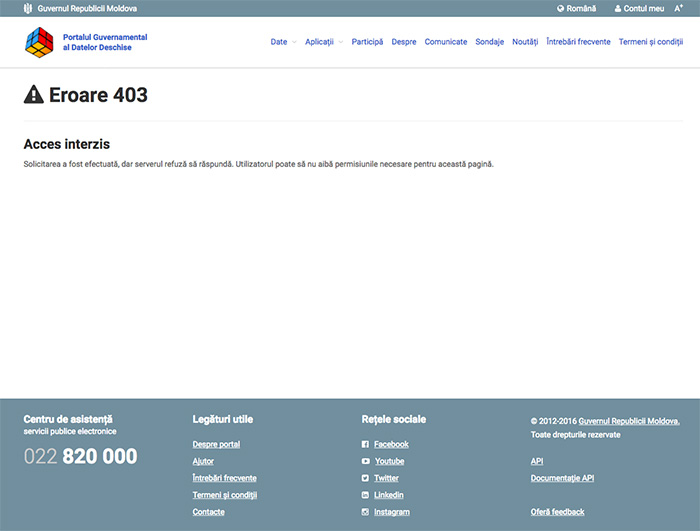 Guvernul Republicii Moldova
Română
Contul meu
A+
Portalul Guvernamental
al Datelor Deschise
Date
Aplicații
Participă
Despre
Comunicate
Sondaje
Noutăți
Întrebări frecvente
Termeni și condiții
Eroare 403
Acces interzis
Solicitarea a fost efectuată, dar serverul refuză să răspundă. Utilizatorul poate să nu aibă permisiunile necesare pentru această pagină.
Centru de asistență
servicii publice electronice
022 820 000
Legături utile
Despre portal
Ajutor
Întrebări frecvente
Termeni și condiții
Contacte
Rețele sociale
Facebook
Youtube
Twitter
Linkedin
Instagram
© 2012-2016 Guvernul Republicii Moldova.
Toate drepturile rezervate
API
Documentație API
Oferă feedback